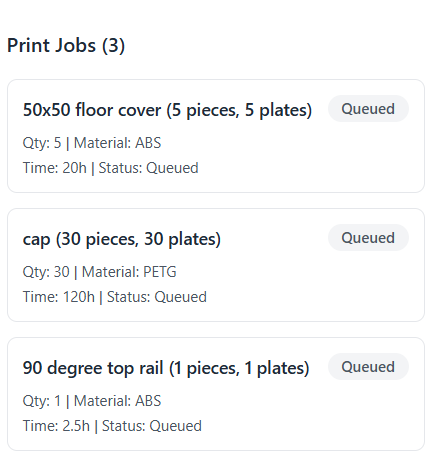 Print Jobs (3)
50x50 floor cover (5 pieces, 5 plates)
Queued
Qty: 5 | Material: ABS
Time: 20h | Status: Queued
cap (30 pieces, 30 plates)
Queued
Qty: 30 | Material: PETG
Time: 120h | Status: Queued
90 degree top rail (1 pieces, 1 plates)
Queued
Qty: 1 | Material: ABS
Time: 2.5h | Status: Queued